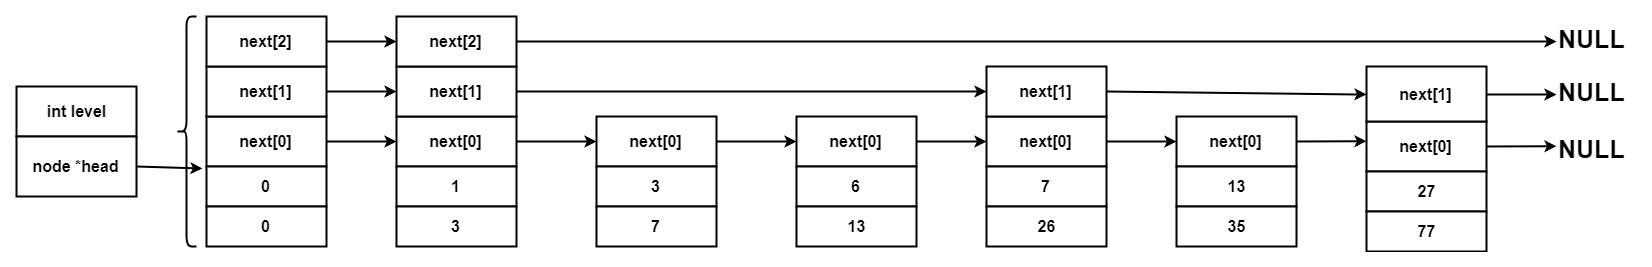 next[2] next[2] NULL
next[1] next[1] next[1] next[1] NULL
int level
next[0] next[0] next[0] next[0] next[0] next[0] next[0] NULL
node *head
0 1 3 6 7 13 27
0 3 7 13 26 35 77